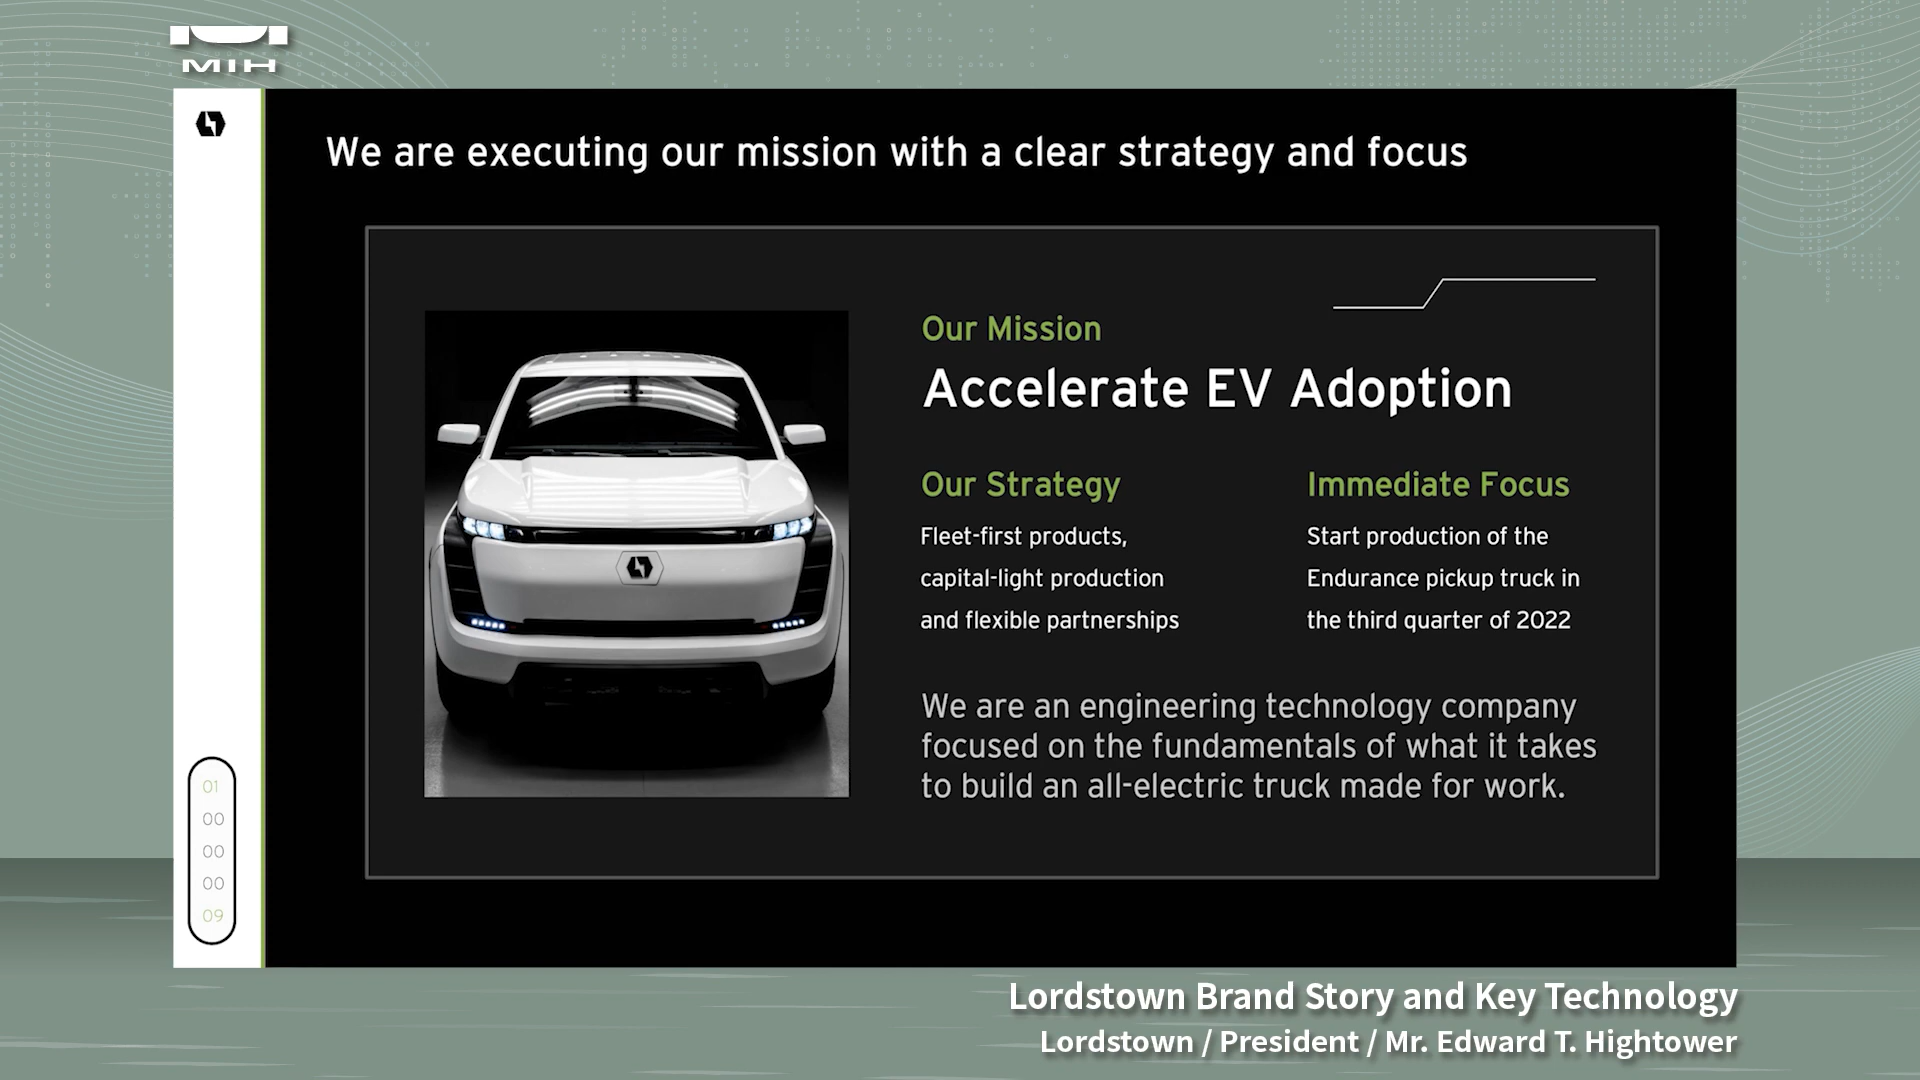 MIH
We are executing our mission with a clear strategy and focus
Our Mission
Accelerate EV Adoption
Our Strategy
Fleet-first products,
capital-light production
and flexible partnerships
Immediate Focus
Start production of the
Endurance pickup truck in
the third quarter of 2022
We are an engineering technology company
focused on the fundamentals of what it takes
to build an all-electric truck made for work.
01
00
00
00
09
Lordstown Brand Story and Key Technology
Lordstown / President / Mr. Edward T. Hightower